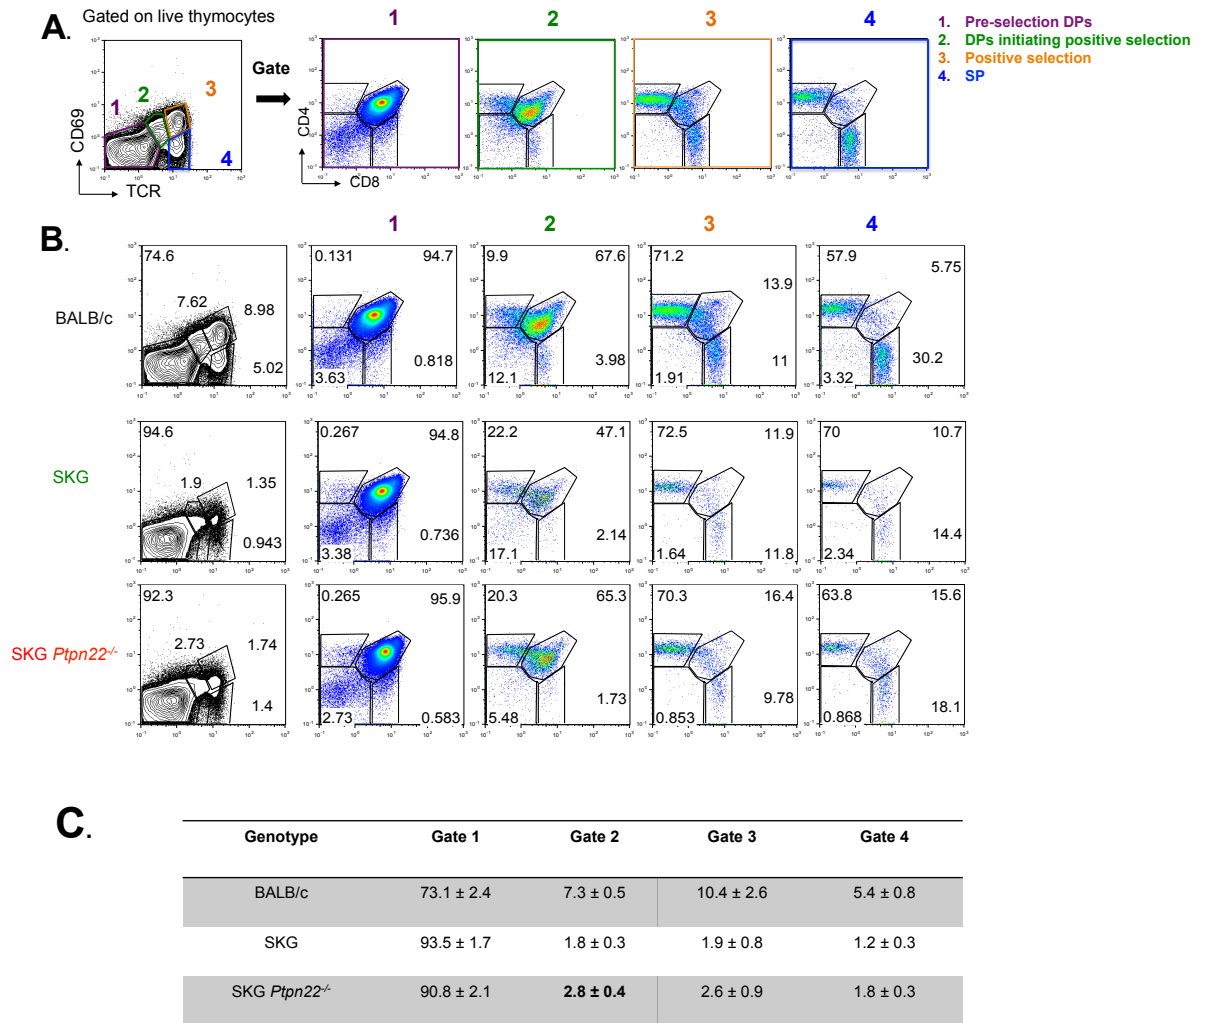 A.
Gated on live thymocytes
1 2 3 4
1. Pre-selection DPs
2. DPs initiating positive selection
3. Positive selection
4. SP
Gate
1 2 3 4
CD69
TCR
CD4
CD8
B.
1 2 3 4
BALB/c
74.6 7.62 8.98 5.02
0.131 94.7 3.63 0.818
9.9 67.6 12.1 3.98
71.2 13.9 1.91 11
57.9 5.75 3.32 30.2
SKG
94.6 1.9 1.35 0.943
0.267 94.8 3.38 0.736
22.2 47.1 17.1 2.14
72.5 11.9 1.64 11.8
70 10.7 2.34 14.4
SKG Ptpn22-/-
92.3 2.73 1.74 1.4
0.265 95.9 2.73 0.583
20.3 65.3 5.48 1.73
70.3 16.4 0.853 9.78
63.8 15.6 0.868 18.1
C.
Genotype Gate 1 Gate 2 Gate 3 Gate 4
BALB/c 73.1 ± 2.4 7.3 ± 0.5 10.4 ± 2.6 5.4 ± 0.8
SKG 93.5 ± 1.7 1.8 ± 0.3 1.9 ± 0.8 1.2 ± 0.3
SKG Ptpn22-/- 90.8 ± 2.1 2.8 ± 0.4 2.6 ± 0.9 1.8 ± 0.3